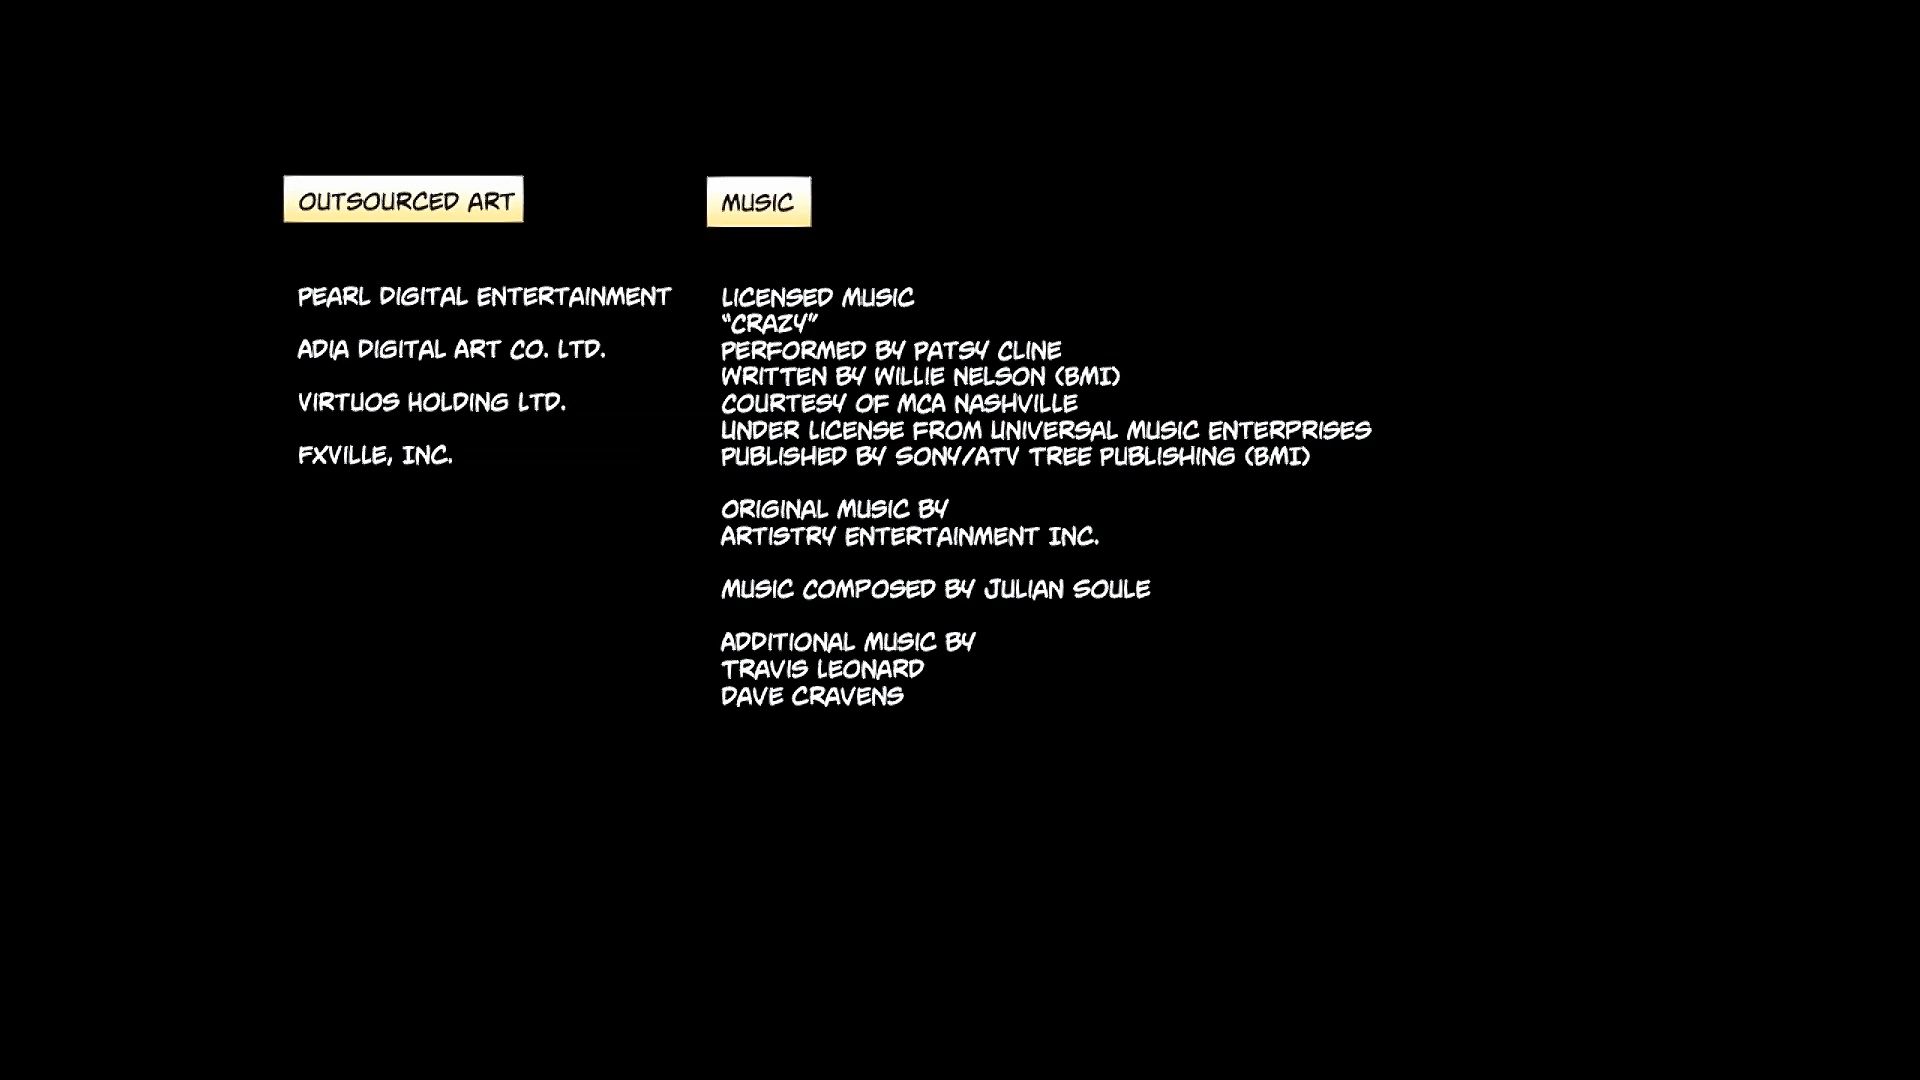 OUTSOURCED ART
PEARL DIGITAL ENTERTAINMENT
ADIA DIGITAL ART CO. LTD.
VIRTUOS HOLDING LTD.
FXVILLE, INC.
MUSIC
LICENSED MUSIC
"CRAZY"
PERFORMED BY PATSY CLINE
WRITTEN BY WILLIE NELSON (BMI)
COURTESY OF MCA NASHVILLE
UNDER LICENSE FROM UNIVERSAL MUSIC ENTERPRISES
PUBLISHED BY SONY/ATV TREE PUBLISHING (BMI)
ORIGINAL MUSIC BY
ARTISTRY ENTERTAINMENT INC.
MUSIC COMPOSED BY JULIAN SOULE
ADDITIONAL MUSIC BY
TRAVIS LEONARD
DAVE CRAVENS